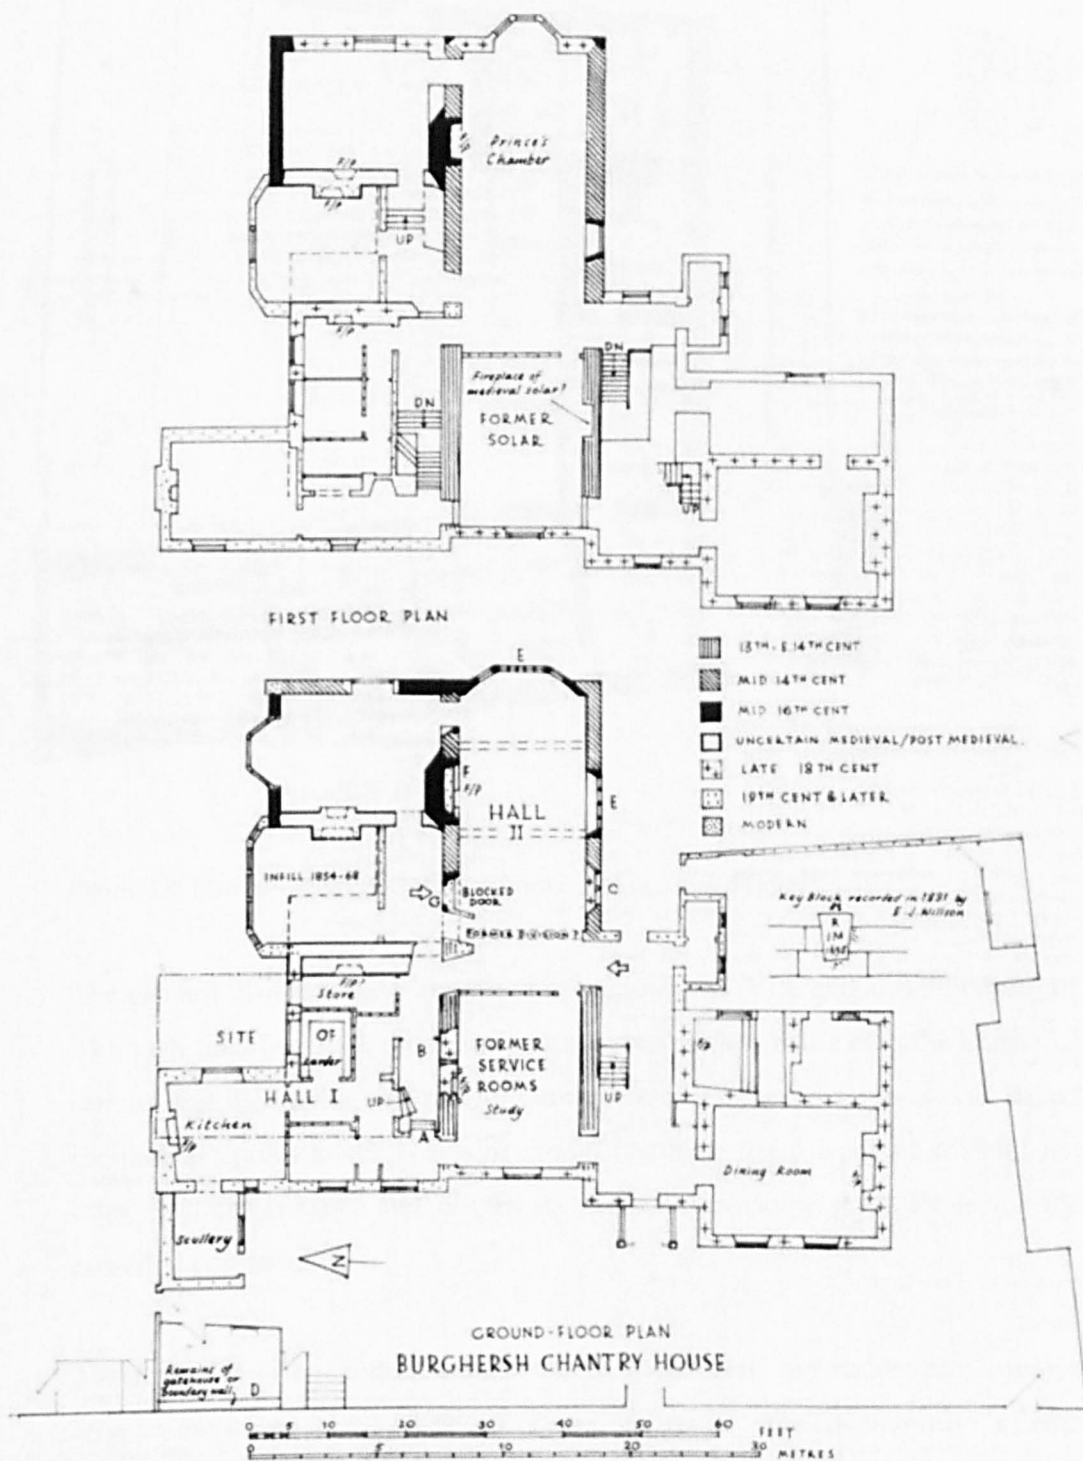 F/P
Prince's
Chamber
F/P
F/P
UP
F/P
DN
Fireplace of
medieval solar?
DN
FORMER
SOLAR
UP
FIRST FLOOR PLAN
13TH - E.14TH CENT
MID 14TH CENT
MID 16TH CENT
UNCERTAIN MEDIEVAL/POST MEDIEVAL.
LATE 18TH CENT
19TH CENT & LATER
MODERN
E
F
F/P
HALL
II
E
INFILL 1854-68
G
BLOCKED
DOOR
C
FORMER DIVISION?
Key Block recorded in 1831 by
E.J. Willson
F/P?
Store
SITE
OF
Larder
HALL I
B
UP
A
FORMER
SERVICE
ROOMS
Study
F/P
UP
F/P
Kitchen
F/P
Dining Room
F/P
Scullery
N
GROUND-FLOOR PLAN
BURGHERSH CHANTRY HOUSE
Remains of
gatehouse or
boundary wall,
D
0 5 10 20 30 40 50 60
FEET
0 5 10 20 30
METRES